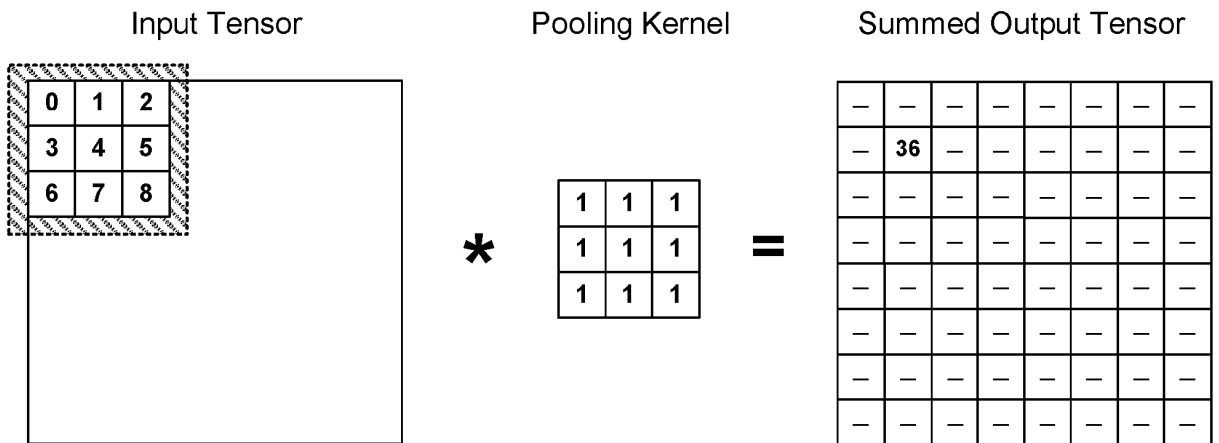 Input Tensor Pooling Kernel Summed Output Tensor
0 1 2
3 4 5
6 7 8
*
1 1 1
1 1 1
1 1 1
=
– – – – – – – –
– 36 – – – – – –
– – – – – – – –
– – – – – – – –
– – – – – – – –
– – – – – – – –
– – – – – – – –
– – – – – – – –